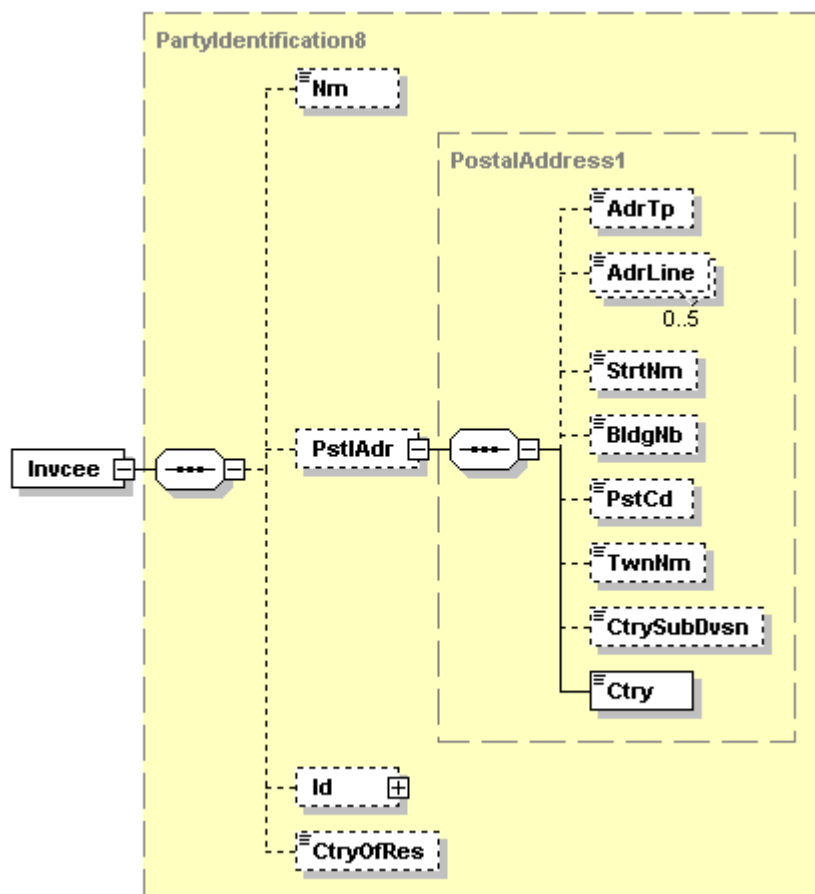 PartyIdentification8
Nm
PostalAddress1
AdrTp
AdrLine
0..5
StrtNm
BldgNb
Invcee
PstlAdr
PstCd
TwnNm
CtrySubDvsn
Ctry
Id
CtryOfRes